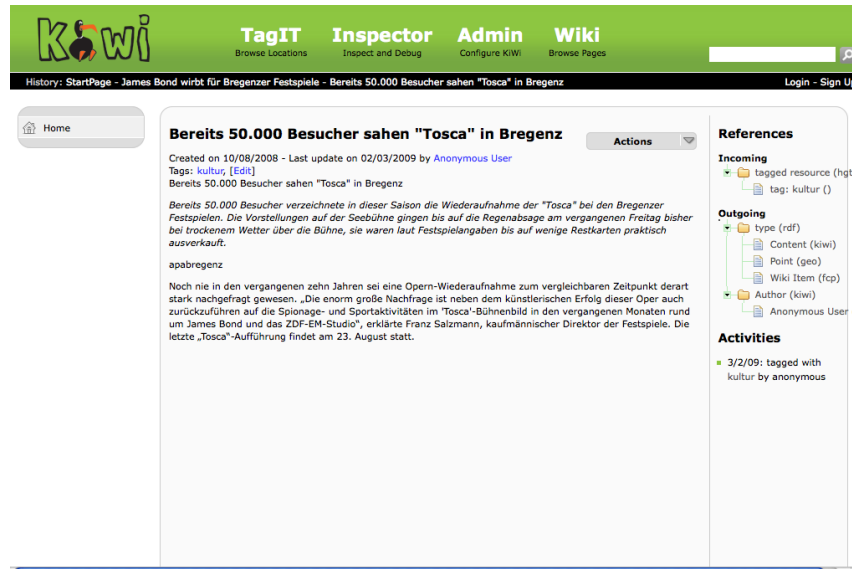 KiWi
TagIT
Browse Locations
Inspector
Inspect and Debug
Admin
Configure KiWi
Wiki
Browse Pages
History: StartPage - James Bond wirbt für Bregenzer Festspiele - Bereits 50.000 Besucher sahen "Tosca" in Bregenz
Login - Sign U
Home
Bereits 50.000 Besucher sahen "Tosca" in Bregenz
Actions
Created on 10/08/2008 - Last update on 02/03/2009 by Anonymous User
Tags: kultur, [Edit]
Bereits 50.000 Besucher sahen "Tosca" in Bregenz
Bereits 50.000 Besucher verzeichnete in dieser Saison die Wiederaufnahme der "Tosca" bei den Bregenzer
Festspielen. Die Vorstellungen auf der Seebühne gingen bis auf die Regenabsage am vergangenen Freitag bisher
bei trockenem Wetter über die Bühne, sie waren laut Festspielangaben bis auf wenige Restkarten praktisch
ausverkauft.
apabregenz
Noch nie in den vergangenen zehn Jahren sei eine Opern-Wiederaufnahme zum vergleichbaren Zeitpunkt derart
stark nachgefragt gewesen. „Die enorm große Nachfrage ist neben dem künstlerischen Erfolg dieser Oper auch
zurückzuführen auf die Spionage- und Sportaktivitäten im 'Tosca'-Bühnenbild in den vergangenen Monaten rund
um James Bond und das ZDF-EM-Studio“, erklärte Franz Salzmann, kaufmännischer Direktor der Festspiele. Die
letzte „Tosca“-Aufführung findet am 23. August statt.
References
Incoming
tagged resource (hgt
tag: kultur ()
Outgoing
type (rdf)
Content (kiwi)
Point (geo)
Wiki Item (fcp)
Author (kiwi)
Anonymous User
Activities
3/2/09: tagged with
kultur by anonymous